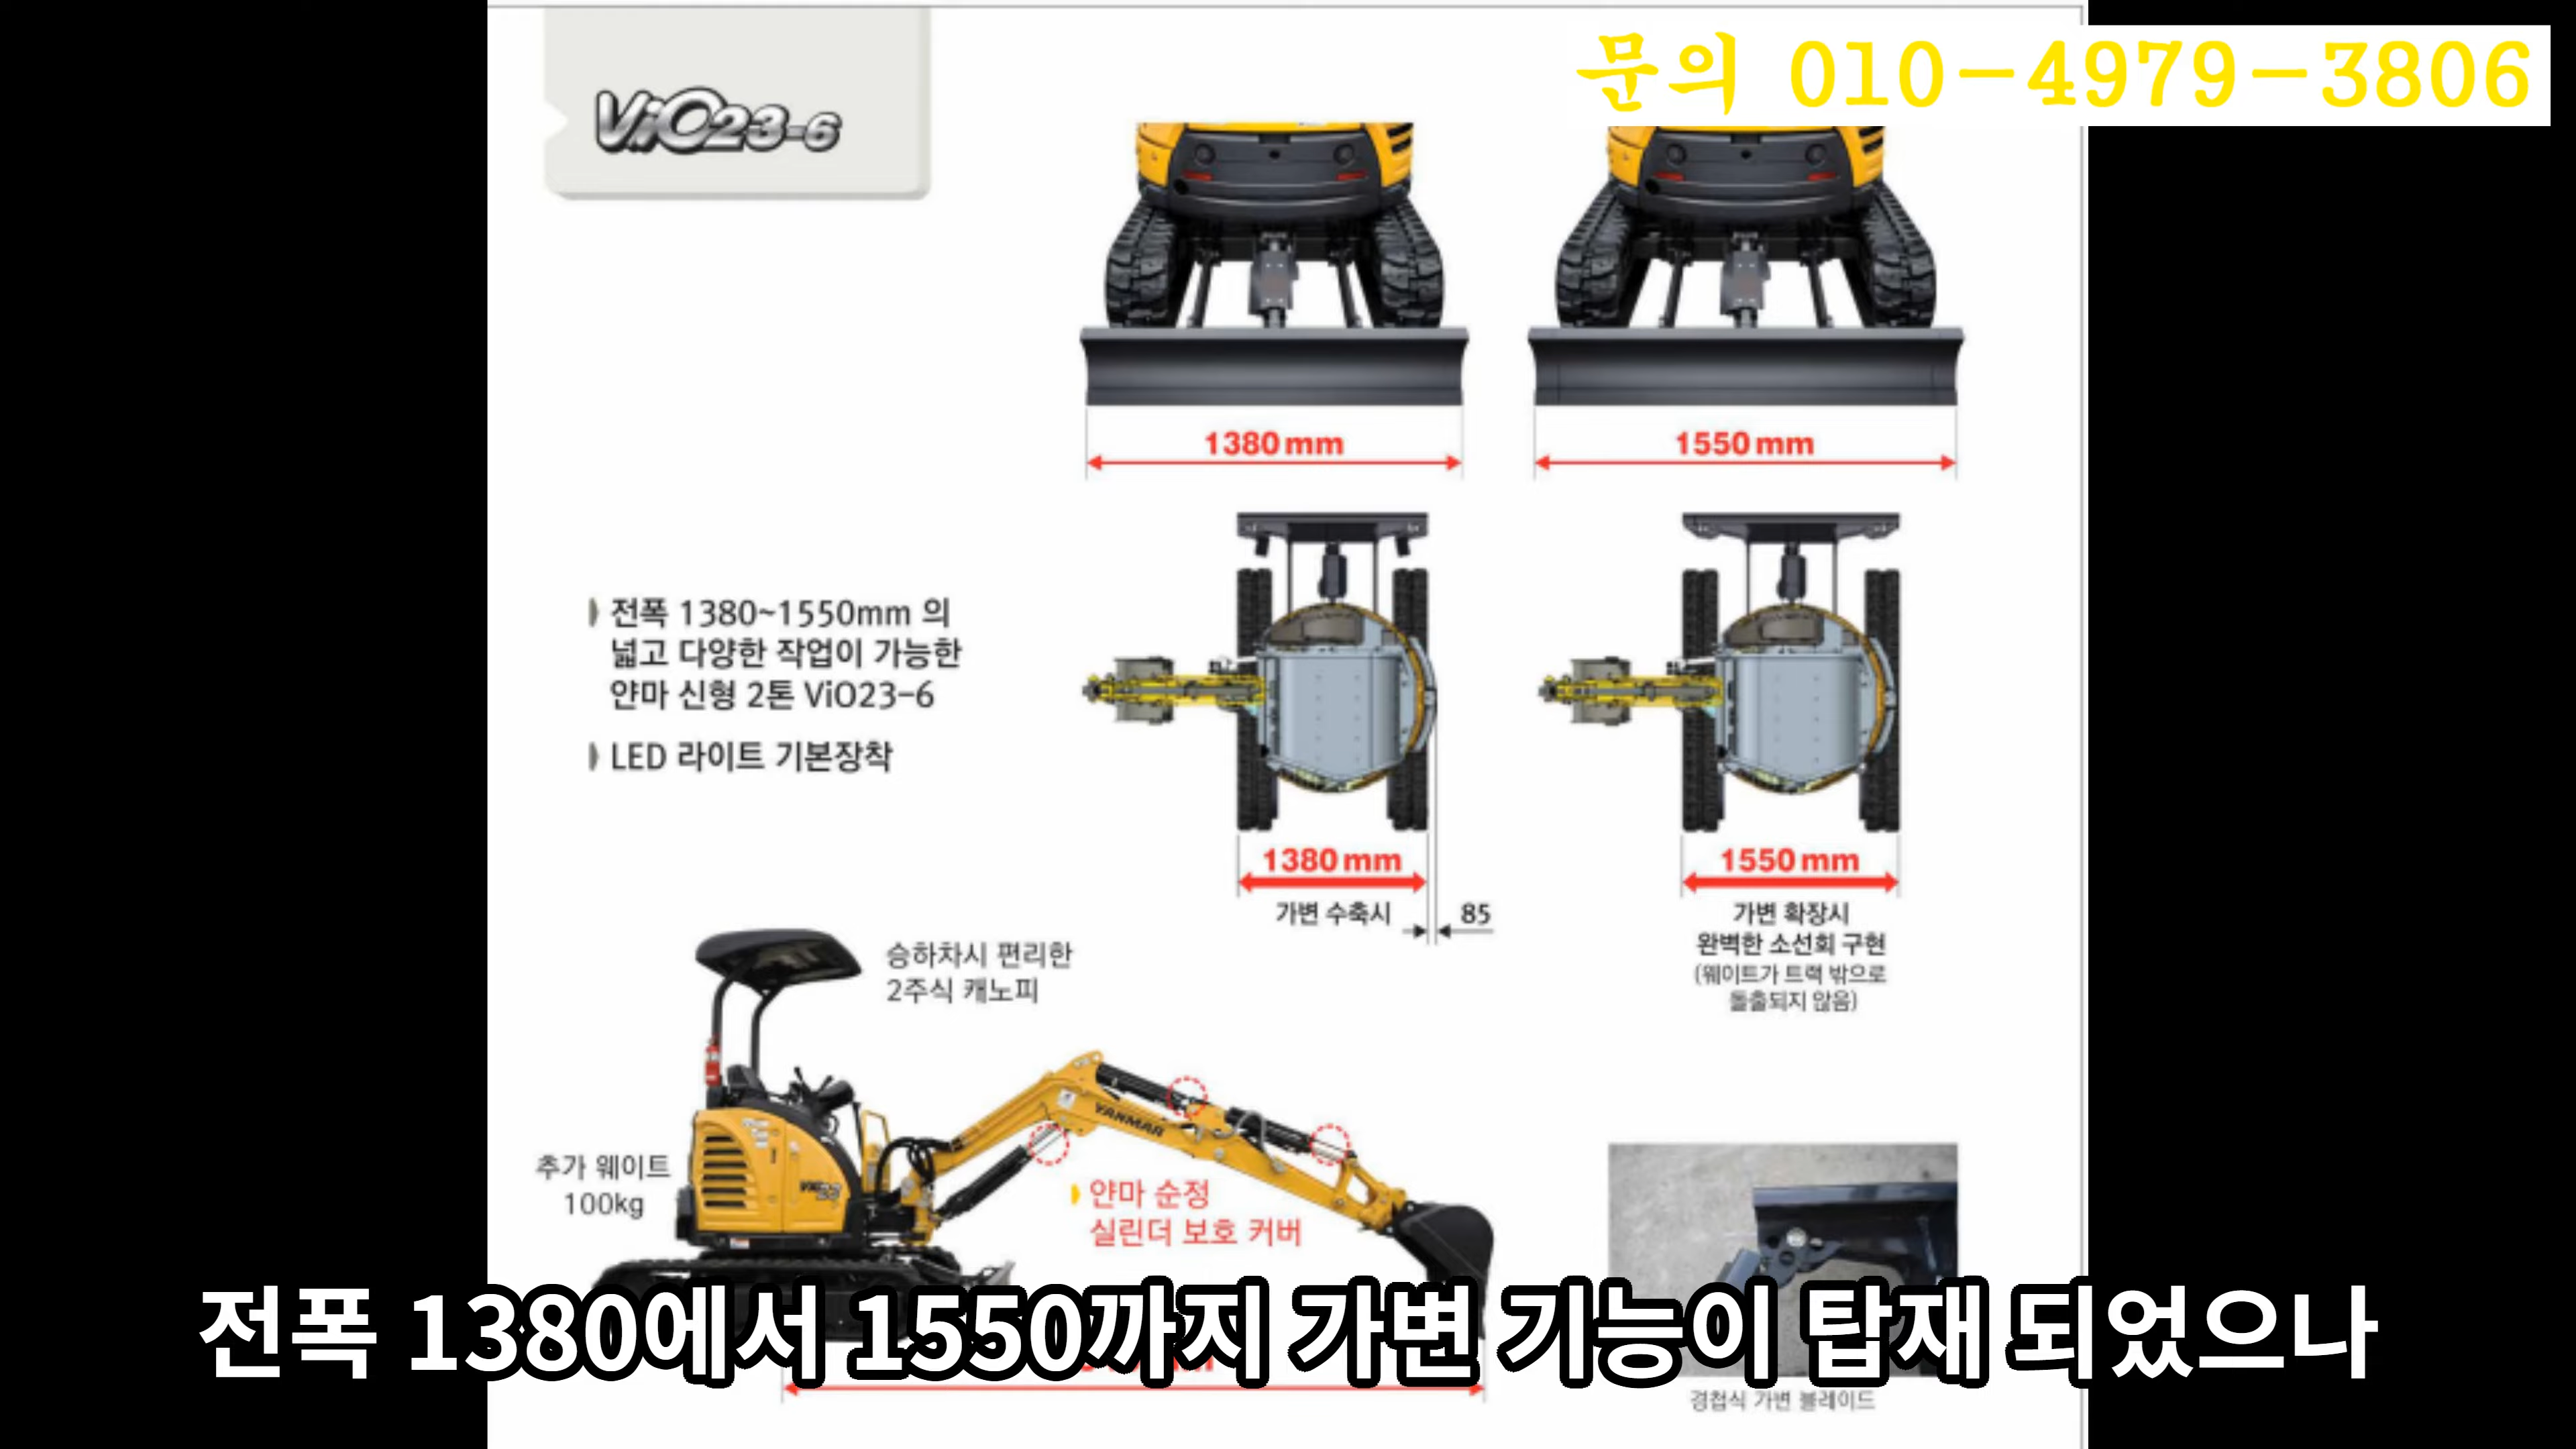 문의 010-4979-3806
ViO23-6
1380mm
1550mm
전폭 1380~1550mm 의
넓고 다양한 작업이 가능한
얀마 신형 2톤 ViO23-6
LED 라이트 기본장착
1380mm
가변 수축시
85
1550mm
가변 확장시
완벽한 소선회 구현
(웨이트가 트랙 밖으로
돌출되지 않음)
승하차시 편리한
2주식 캐노피
추가 웨이트
100kg
YANMAR
얀마 순정
실린더 보호 커버
전폭 1380에서 1550까지 가변 기능이 탑재 되었으나
경첩식 가변 블레이드